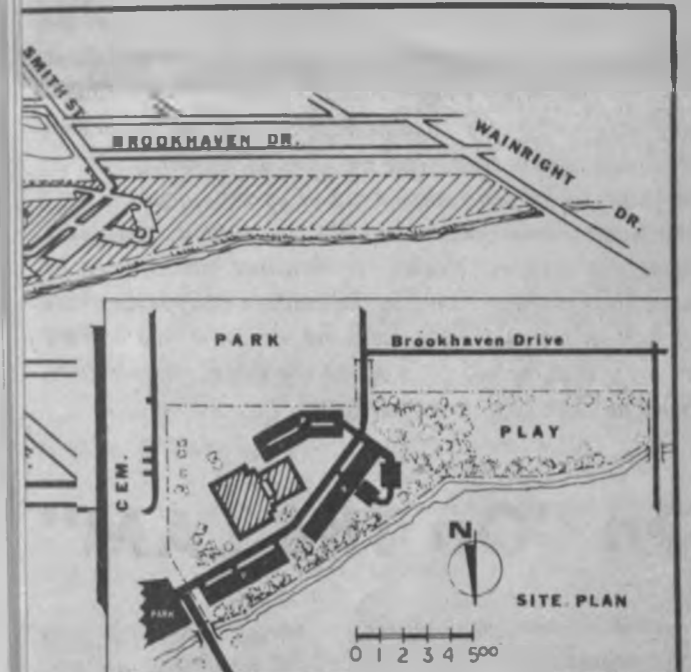 SMITH ST.
BROOKHAVEN DR.
WAINRIGHT
DR.
PARK
Brookhaven Drive
PLAY
CEM.
N
PARK
SITE PLAN
0 1 2 3 4 500